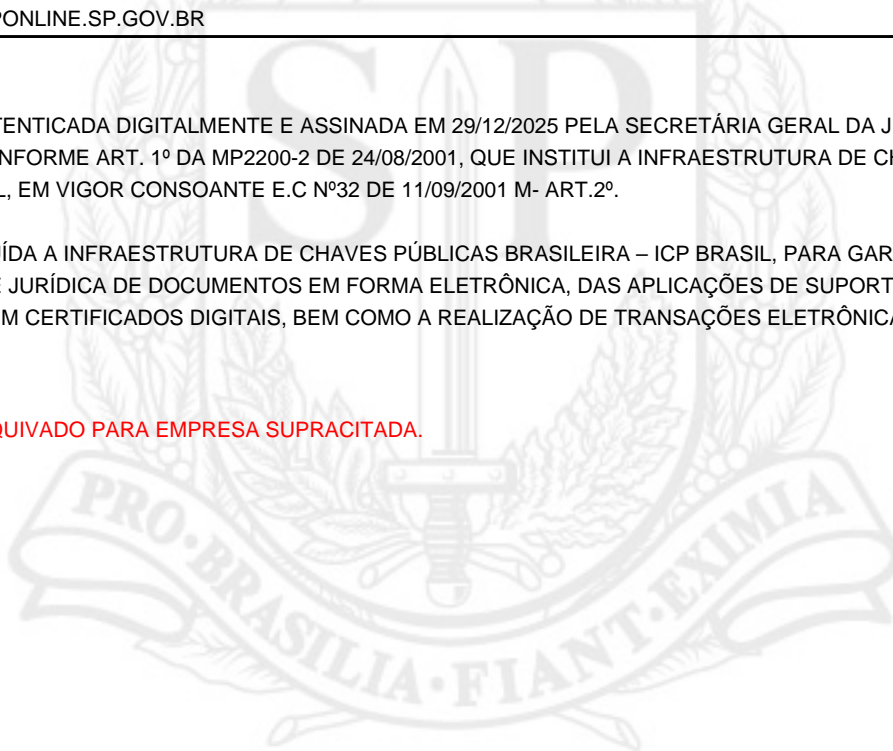 PONLINE.SP.GOV.BR
TENTICADA DIGITALMENTE E ASSINADA EM 29/12/2025 PELA SECRETÁRIA GERAL DA J
NFORME ART. 1º DA MP2200-2 DE 24/08/2001, QUE INSTITUI A INFRAESTRUTURA DE CH
L, EM VIGOR CONSOANTE E.C Nº32 DE 11/09/2001 M- ART.2º.
ÍDA A INFRAESTRUTURA DE CHAVES PÚBLICAS BRASILEIRA – ICP BRASIL, PARA GAR
E JURÍDICA DE DOCUMENTOS EM FORMA ELETRÔNICA, DAS APLICAÇÕES DE SUPORT
M CERTIFICADOS DIGITAIS, BEM COMO A REALIZAÇÃO DE TRANSAÇÕES ELETRÔNICA
QUIVADO PARA EMPRESA SUPRACITADA.
SP
PRO·BRASILIA·FIANT·EXIMIA